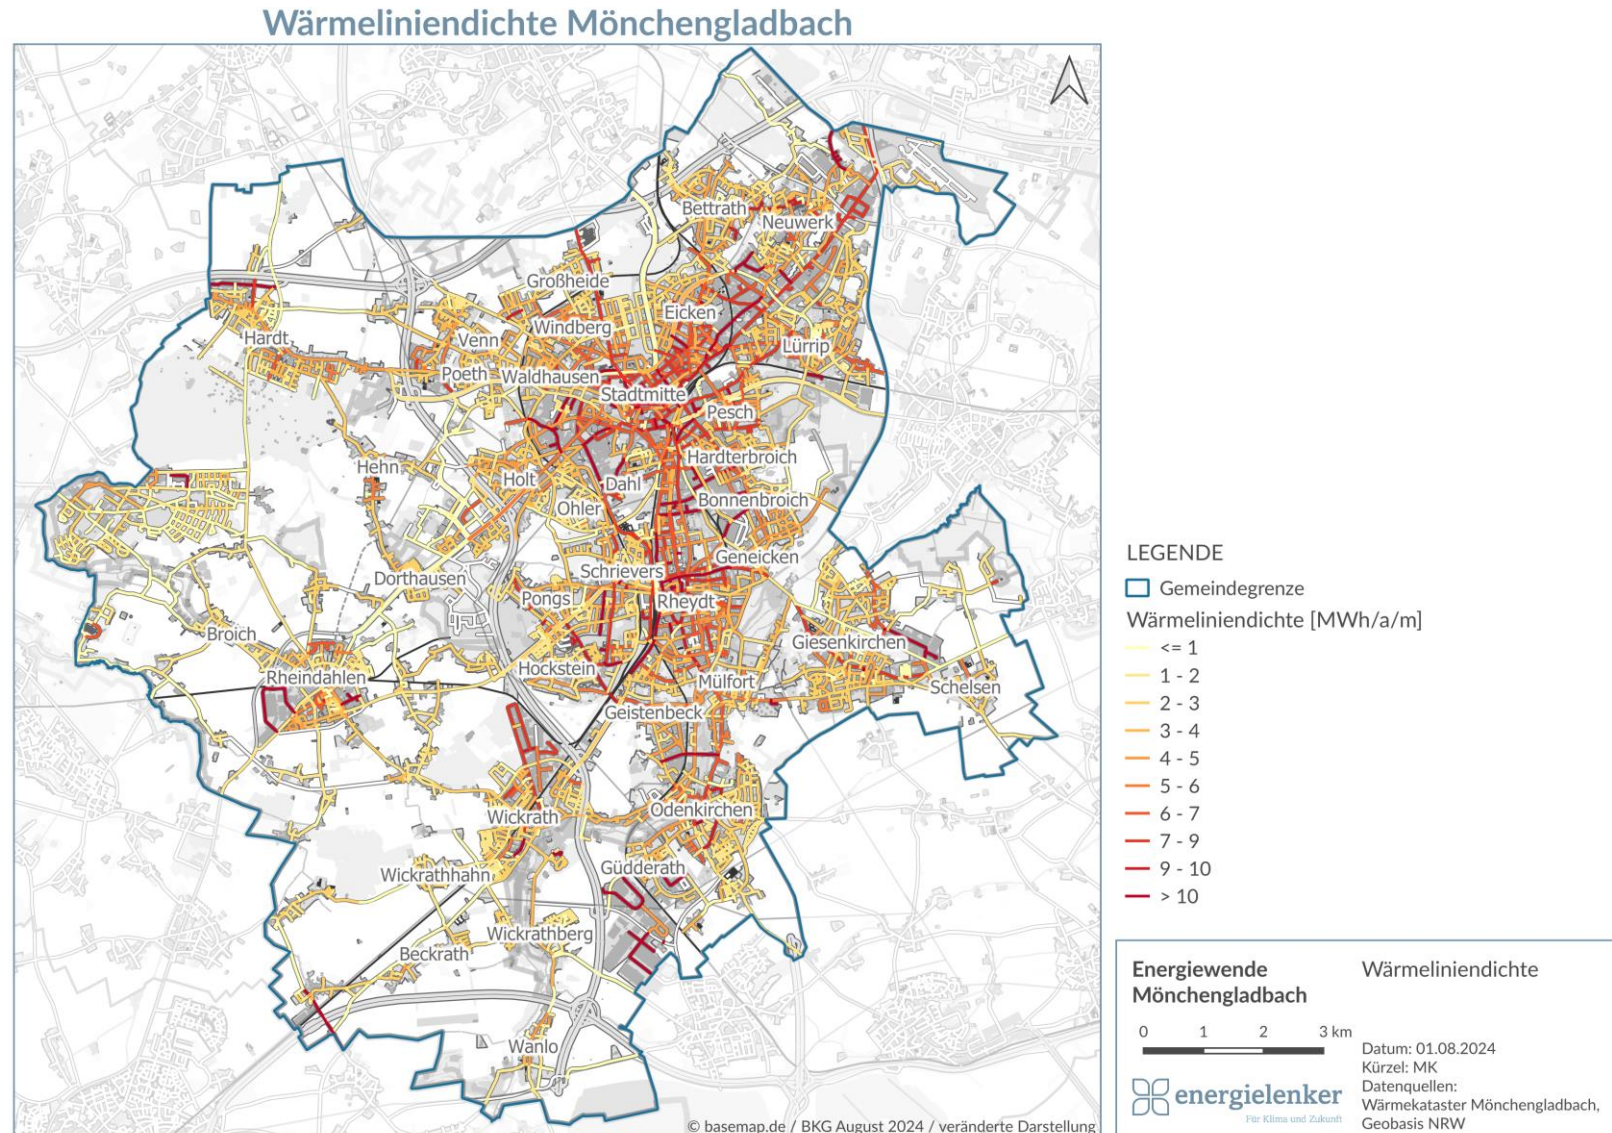 Wärmeliniendichte Mönchengladbach
Bettrath
Neuwerk
Großheide
Eicken
Windberg
Hardt
Venn
Lürrip
Poeth
Waldhausen
Stadtmitte
Pesch
Hehn
Hardterbroich
Holt
Dahl
Bonnenbroich
Ohler
Geneicken
Schrievers
Dorthausen
Pongs
Rheydt
Broich
Giesenkirchen
Hockstein
Rheindahlen
Mülfort
Schelsen
Geistenbeck
Wickrath
Odenkirchen
Güdderath
Wickrathhahn
Wickrathberg
Beckrath
Wanlo
© basemap.de / BKG August 2024 / veränderte Darstellung
LEGENDE
Gemeindegrenze
Wärmeliniendichte [MWh/a/m]
<= 1
1 - 2
2 - 3
3 - 4
4 - 5
5 - 6
6 - 7
7 - 9
9 - 10
> 10
Energiewende
Mönchengladbach
Wärmeliniendichte
0 1 2 3 km
Datum: 01.08.2024
Kürzel: MK
Datenquellen:
Wärmekataster Mönchengladbach,
Geobasis NRW
energielenker
Für Klima und Zukunft